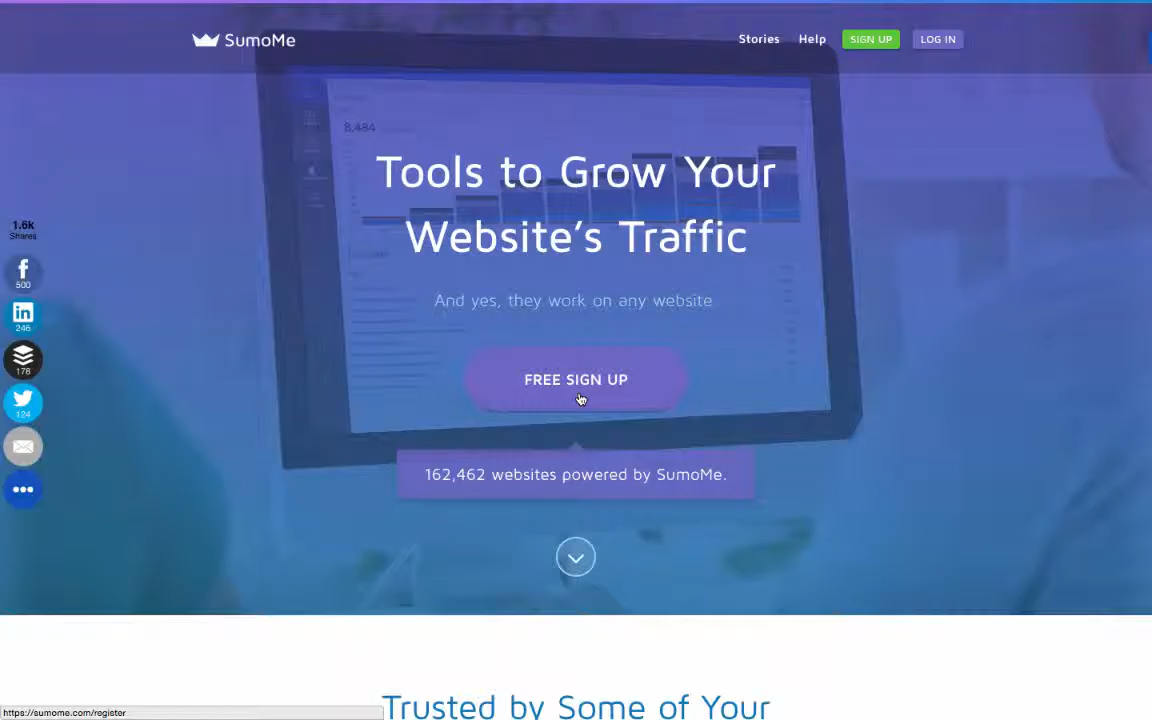 SumoMe
Stories Help SIGN UP LOG IN
8,484
Tools to Grow Your
Website's Traffic
1.6k
Shares
And yes, they work on any website
500
246
178
124
FREE SIGN UP
162,462 websites powered by SumoMe.
Trusted by Some of Your
https://sumome.com/register